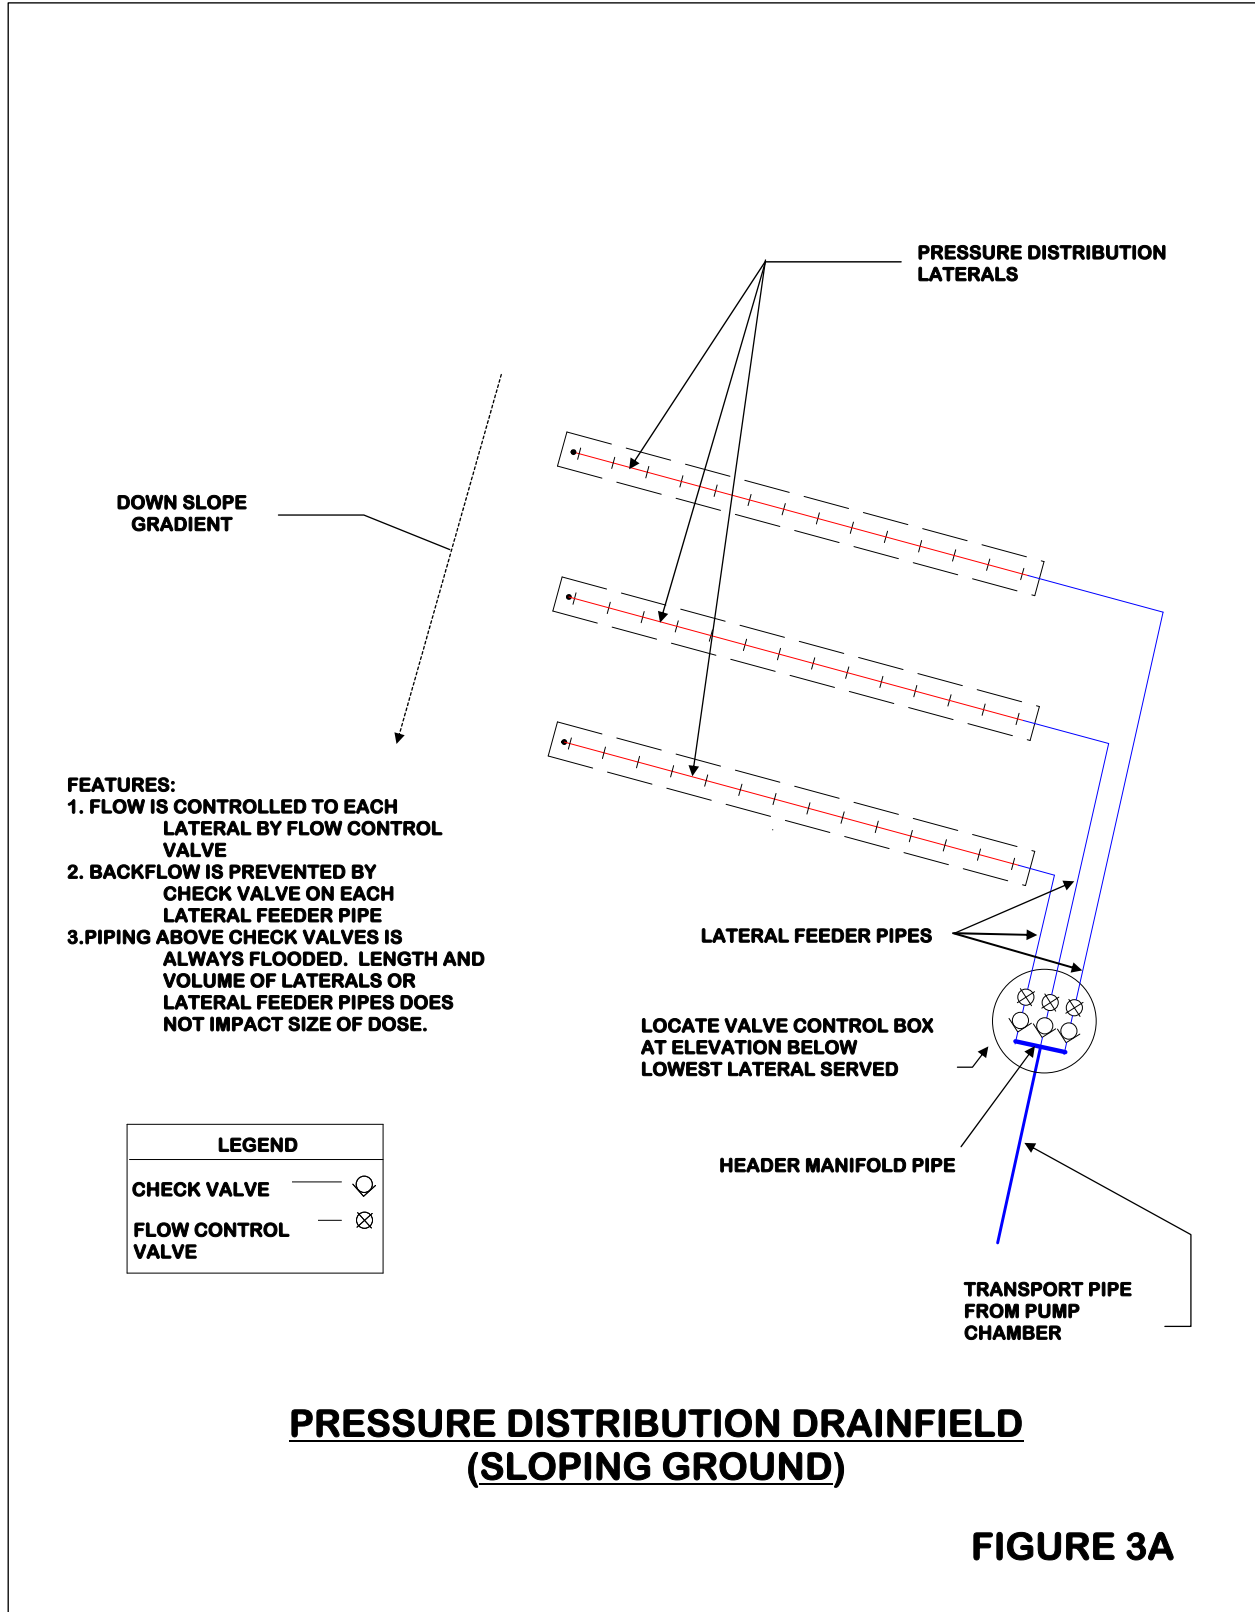 PRESSURE DISTRIBUTION
LATERALS
DOWN SLOPE
GRADIENT
FEATURES:
1. FLOW IS CONTROLLED TO EACH
LATERAL BY FLOW CONTROL
VALVE
2. BACKFLOW IS PREVENTED BY
CHECK VALVE ON EACH
LATERAL FEEDER PIPE
3.PIPING ABOVE CHECK VALVES IS
ALWAYS FLOODED. LENGTH AND
VOLUME OF LATERALS OR
LATERAL FEEDER PIPES DOES
NOT IMPACT SIZE OF DOSE.
LATERAL FEEDER PIPES
LOCATE VALVE CONTROL BOX
AT ELEVATION BELOW
LOWEST LATERAL SERVED
HEADER MANIFOLD PIPE
LEGEND
CHECK VALVE
FLOW CONTROL
VALVE
TRANSPORT PIPE
FROM PUMP
CHAMBER
PRESSURE DISTRIBUTION DRAINFIELD
(SLOPING GROUND)
FIGURE 3A